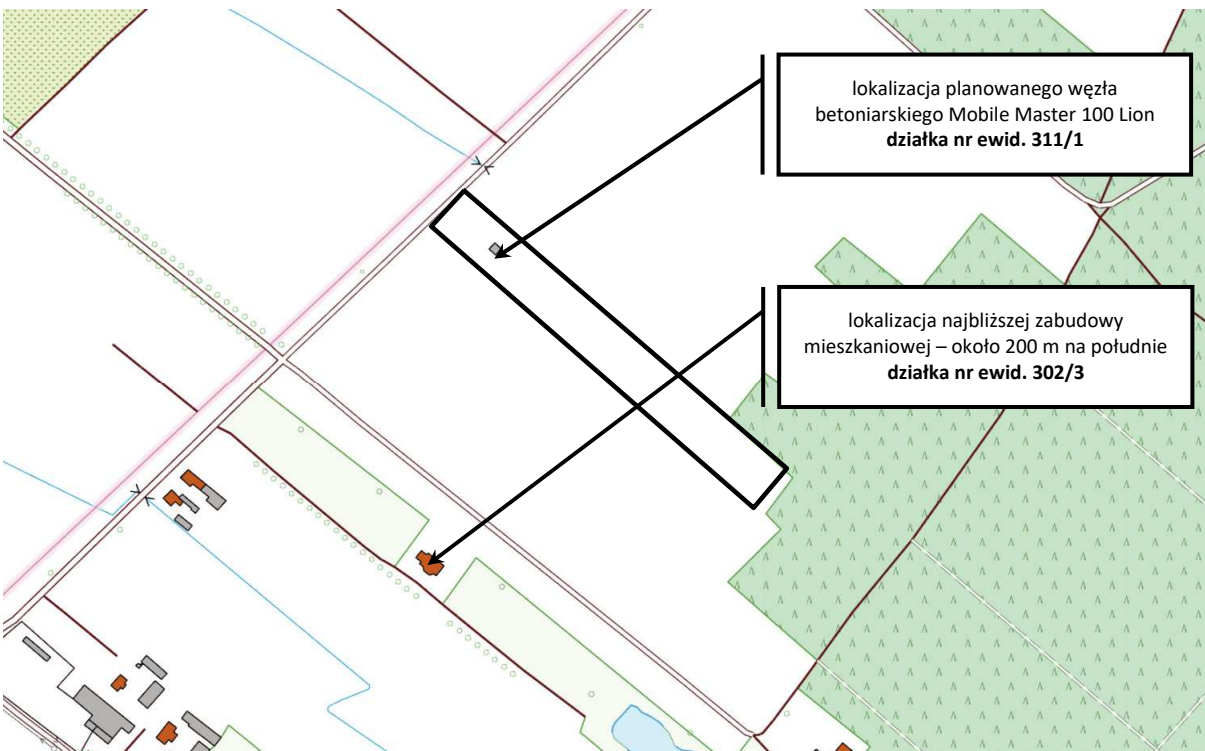 lokalizacja planowanego węzła
betoniarskiego Mobile Master 100 Lion
działka nr ewid. 311/1
lokalizacja najbliższej zabudowy
mieszkaniowej – około 200 m na południe
działka nr ewid. 302/3